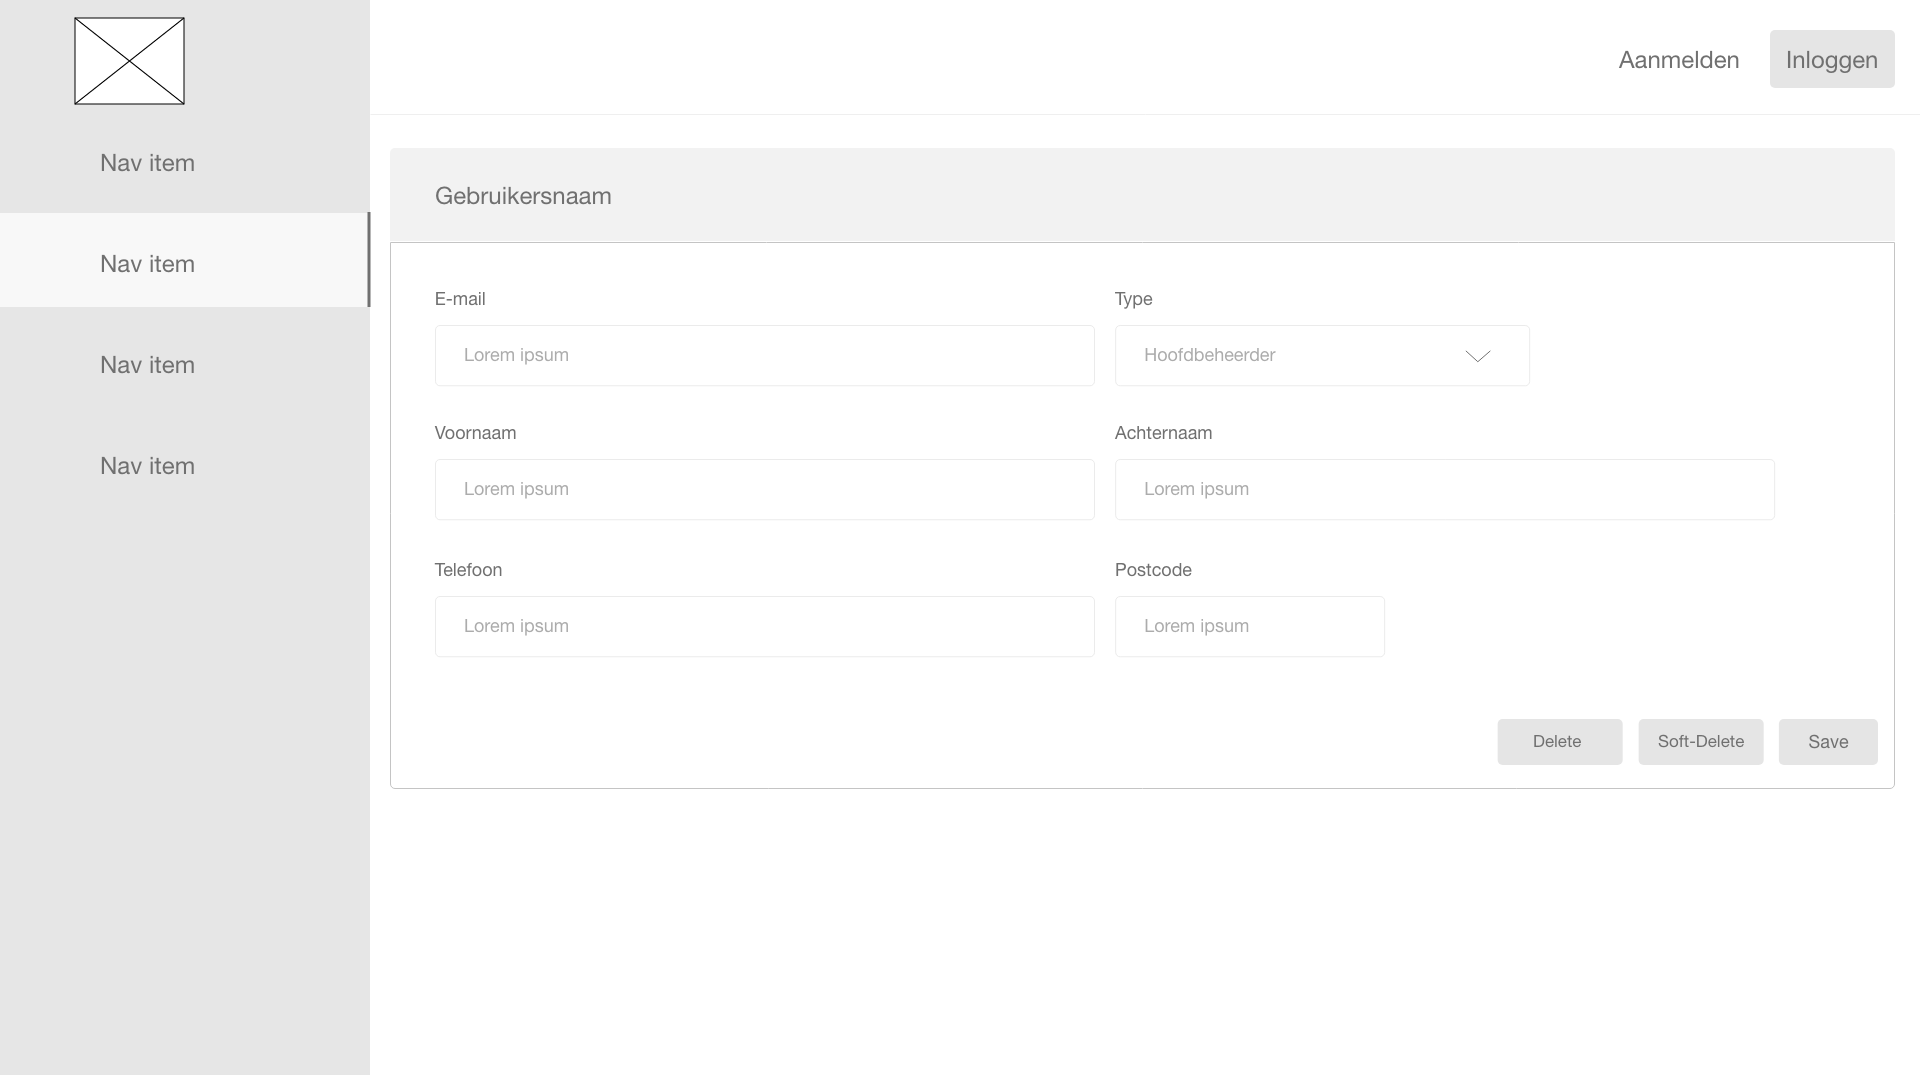 Aanmelden
Inloggen
Nav item
Nav item
Nav item
Nav item
Gebruikersnaam
E-mail
Lorem ipsum
Type
Hoofdbeheerder
Voornaam
Lorem ipsum
Achternaam
Lorem ipsum
Telefoon
Lorem ipsum
Postcode
Lorem ipsum
Delete
Soft-Delete
Save